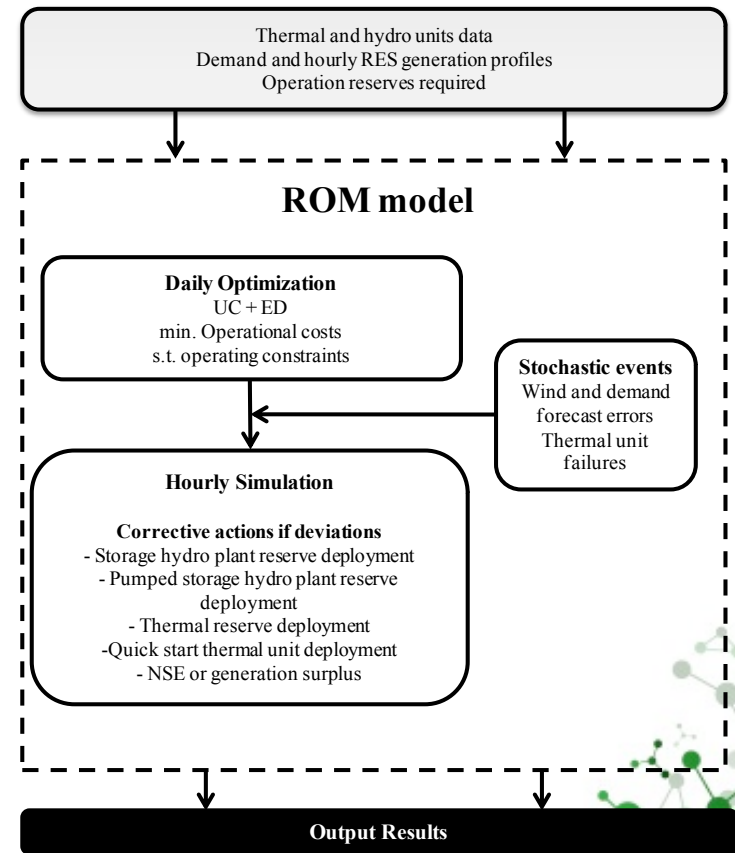 Thermal and hydro units data
Demand and hourly RES generation profiles
Operation reserves required
ROM model
Daily Optimization
UC + ED
min. Operational costs
s.t. operating constraints
Stochastic events
Wind and demand
forecast errors
Thermal unit
failures
Hourly Simulation
Corrective actions if deviations
- Storage hydro plant reserve deployment
- Pumped storage hydro plant reserve
deployment
- Thermal reserve deployment
-Quick start thermal unit deployment
- NSE or generation surplus
Output Results